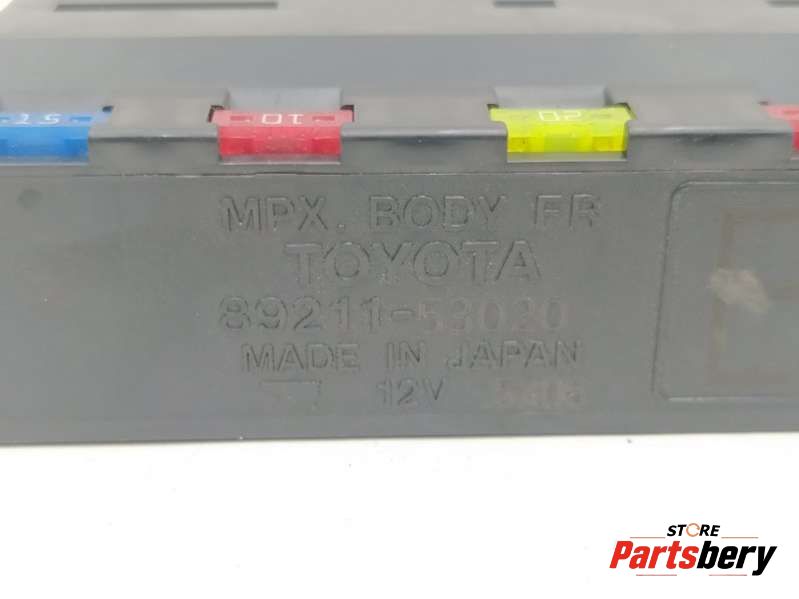 15
10
20
MPX. BODY FR
TOYOTA
89211-53020
MADE IN JAPAN
12V
STORE
Partsbery